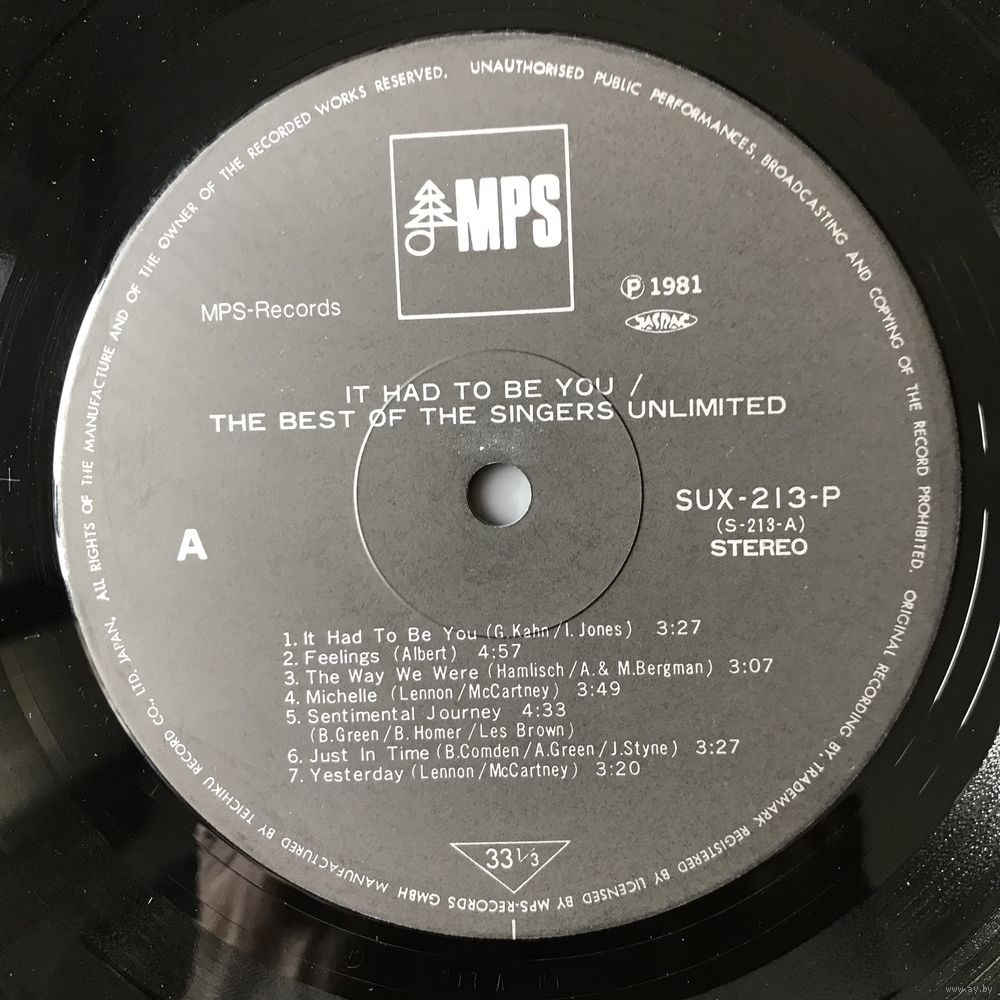 ALL RIGHTS OF THE MANUFACTURE AND OF THE OWNER OF THE RECORDED WORKS RESERVED. UNAUTHORISED PUBLIC PERFORMANCES, BROADCASTING AND COPYING OF THE RECORD PROHIBITED.
MPS
MPS-Records
Ⓟ 1981
JASRAC
IT HAD TO BE YOU /
THE BEST OF THE SINGERS UNLIMITED
SUX-213-P
(S-213-A)
STEREO
A
1. It Had To Be You (G.Kahn/I.Jones) 3:27
2. Feelings (Albert) 4:57
3. The Way We Were (Hamlisch/A.& M.Bergman) 3:07
4. Michelle (Lennon/McCartney) 3:49
5. Sentimental Journey 4:33
(B.Green/B.Homer/Les Brown)
6. Just In Time (B.Comden/A.Green/J.Styne) 3:27
7. Yesterday (Lennon/McCartney) 3:20
33 1/3
ORIGINAL RECORDING BY, TRADEMARK REGISTERED BY, LICENSED BY MPS-RECORDS GMBH MANUFACTURED BY TEICHIKU RECORD CO., LTD. JAPAN.
www.ay.by